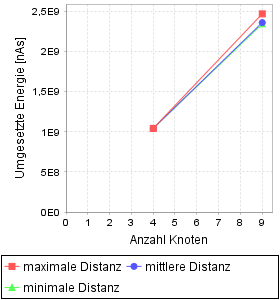 Umgesetzte Energie [nAs]
2,5E9
2E9
1,5E9
1E9
5E8
0E0
0 1 2 3 4 5 6 7 8 9
Anzahl Knoten
maximale Distanz mittlere Distanz
minimale Distanz